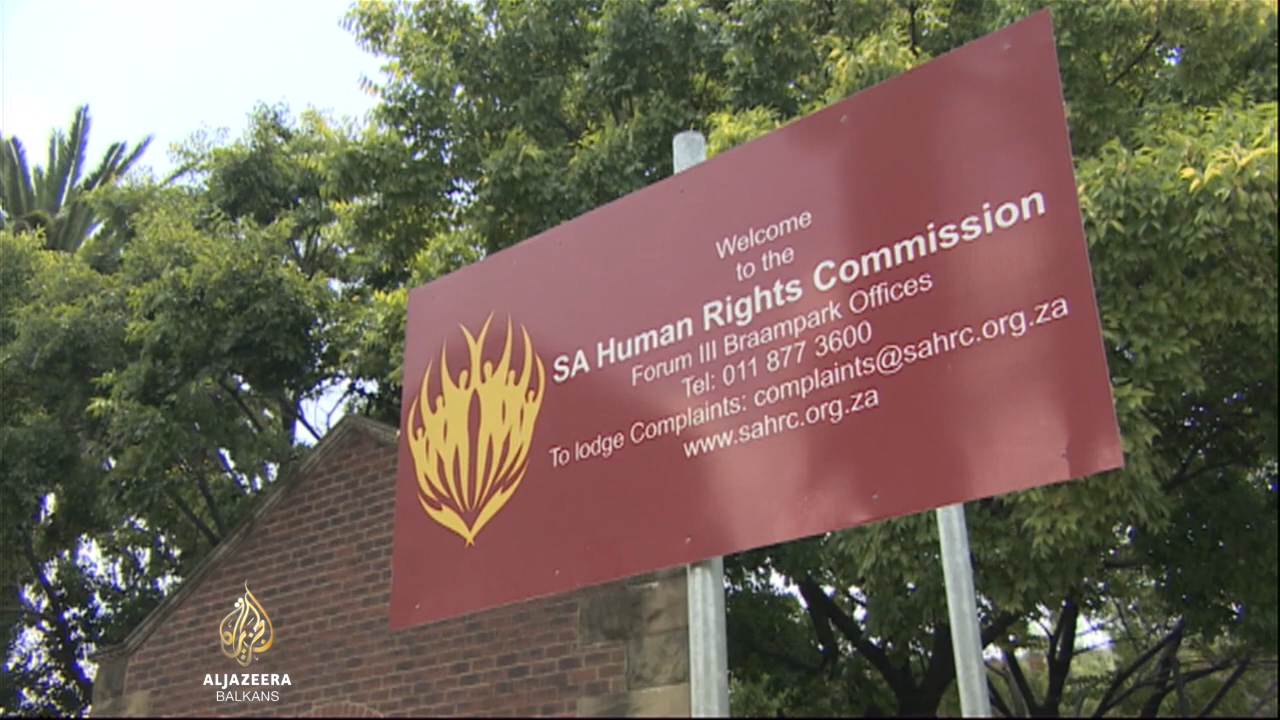 Welcome
to the
SA Human Rights Commission
Forum III Braampark Offices
Tel: 011 877 3600
To lodge Complaints: complaints@sahrc.org.za
www.sahrc.org.za
الجزيرة
ALJAZEERA
BALKANS